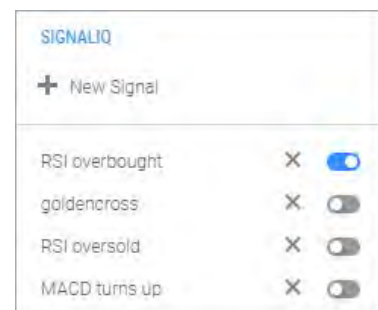 SIGNALIQ
New Signal
RSI overbought
goldencross
RSI oversold
MACD turns up